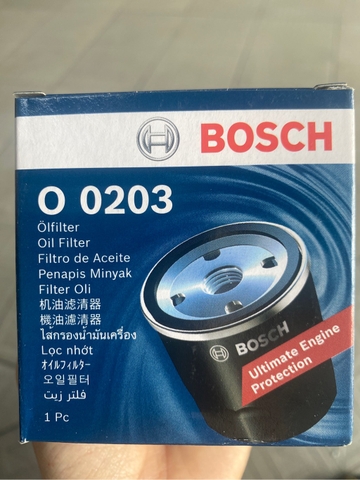 BOSCH
O 0203
Ölfilter
Oil Filter
Filtro de Aceite
Penapis Minyak
Filter Oli
机油滤清器
機油濾清器
ไส้กรองน้ำมันเครื่อง
Lọc nhớt
オイルフィルター
오일필터
فلتر زيت
1 Pc
BOSCH
Ultimate Engine
Protection